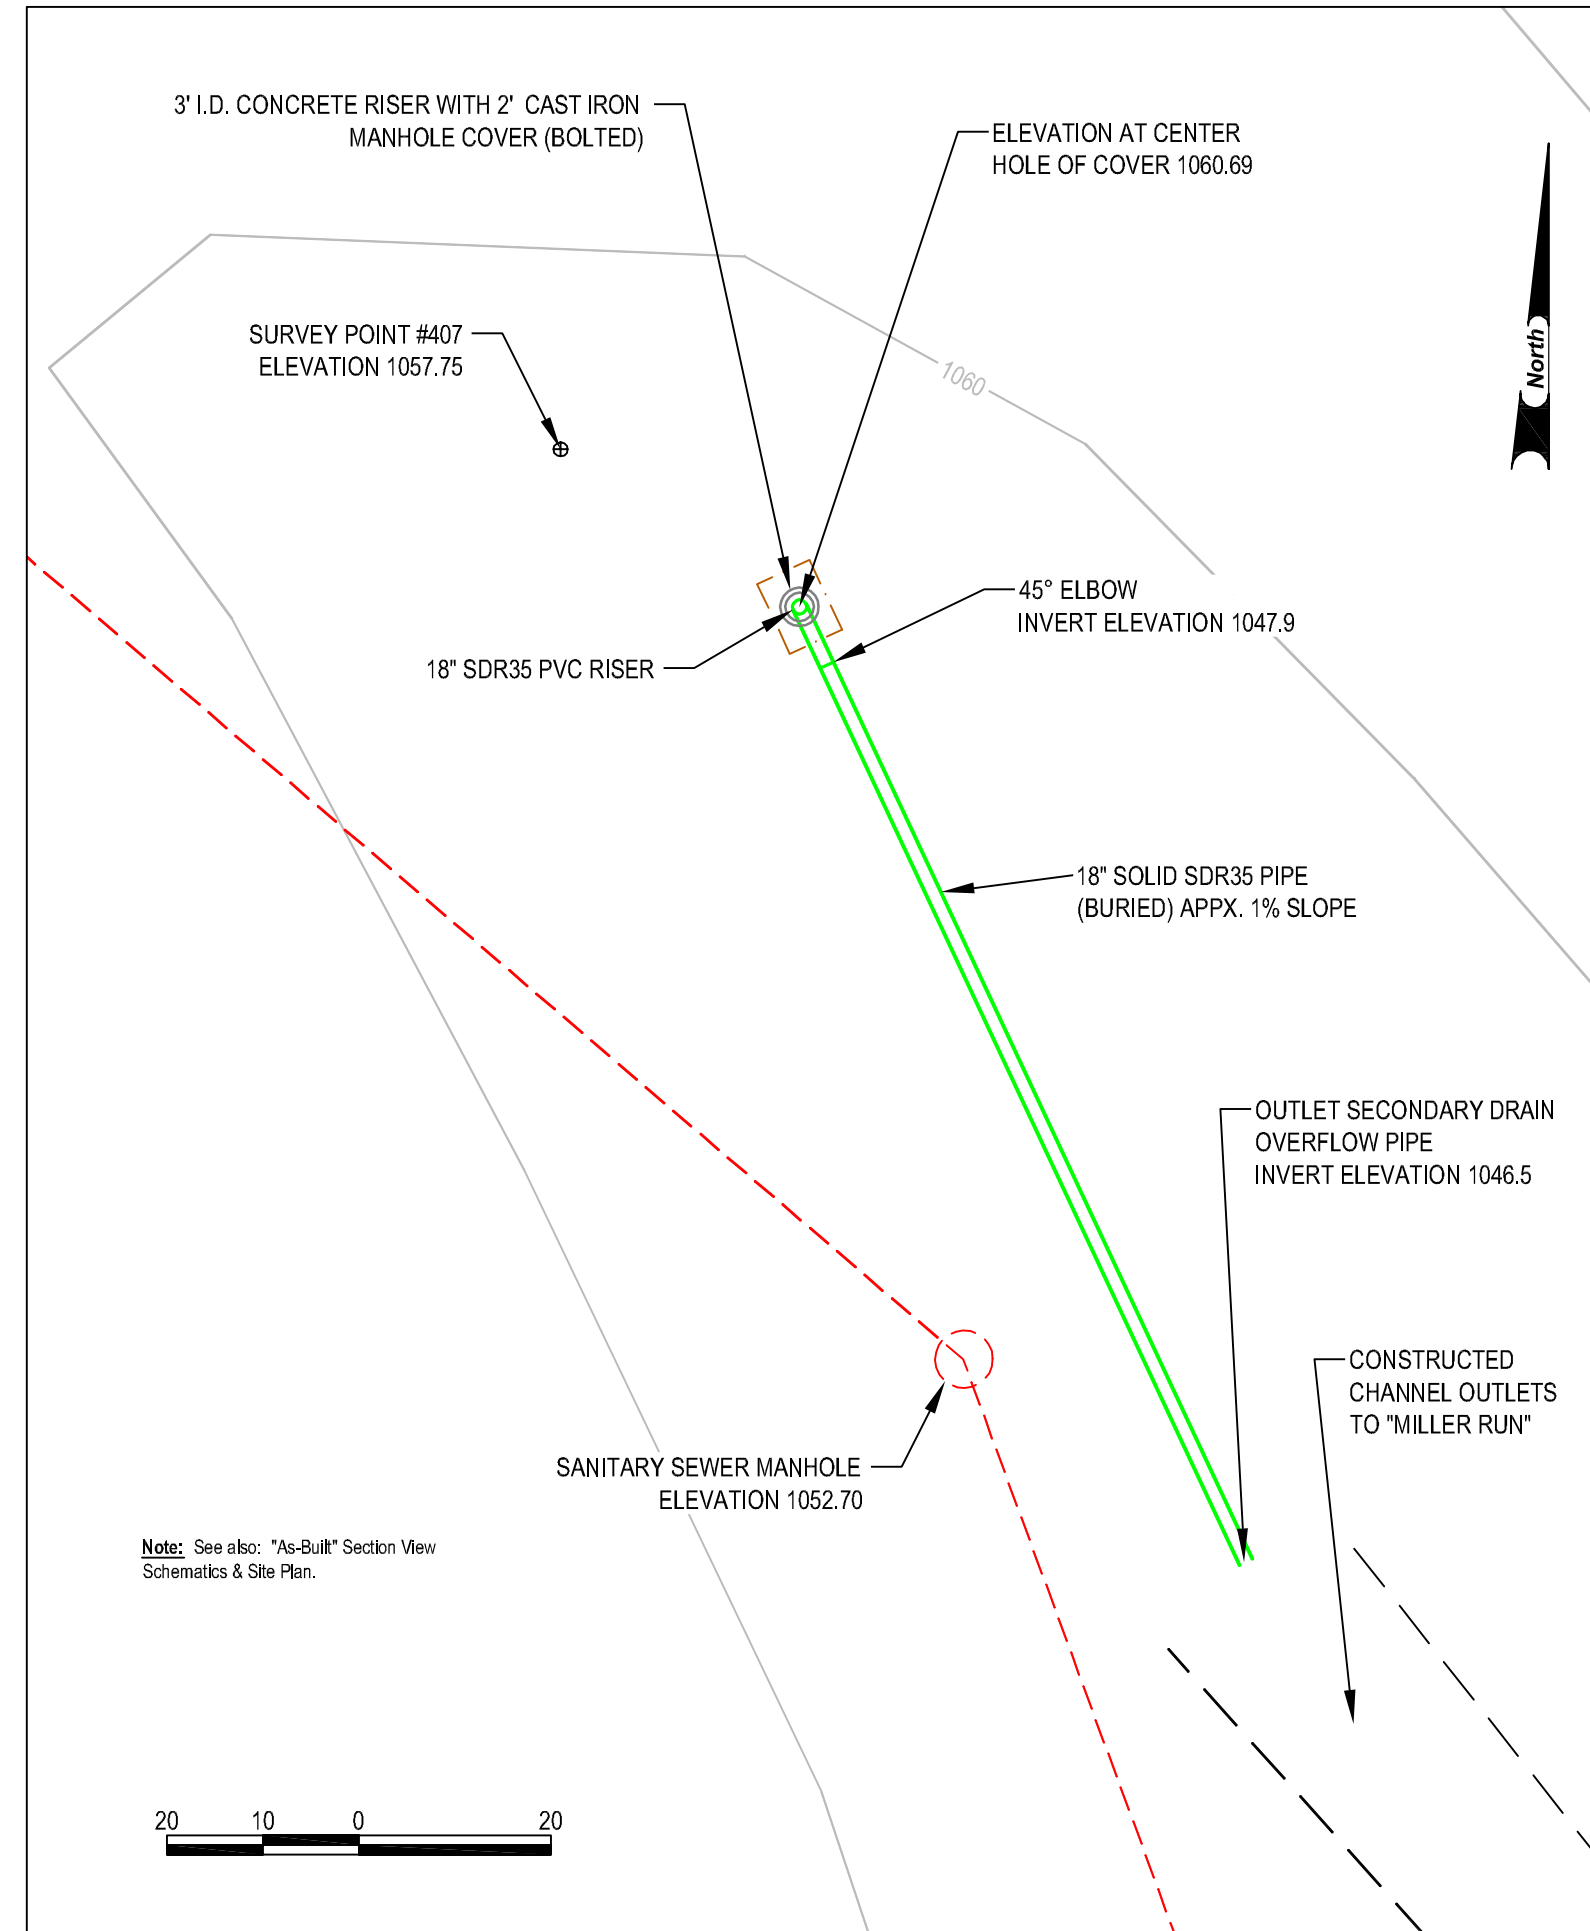 3' I.D. CONCRETE RISER WITH 2' CAST IRON
MANHOLE COVER (BOLTED)
ELEVATION AT CENTER
HOLE OF COVER 1060.69
SURVEY POINT #407
ELEVATION 1057.75
1060
North
45° ELBOW
INVERT ELEVATION 1047.9
18" SDR35 PVC RISER
18" SOLID SDR35 PIPE
(BURIED) APPX. 1% SLOPE
OUTLET SECONDARY DRAIN
OVERFLOW PIPE
INVERT ELEVATION 1046.5
CONSTRUCTED
CHANNEL OUTLETS
TO "MILLER RUN"
SANITARY SEWER MANHOLE
ELEVATION 1052.70
Note: See also: "As-Built" Section View
Schematics & Site Plan.
20 10 0 20